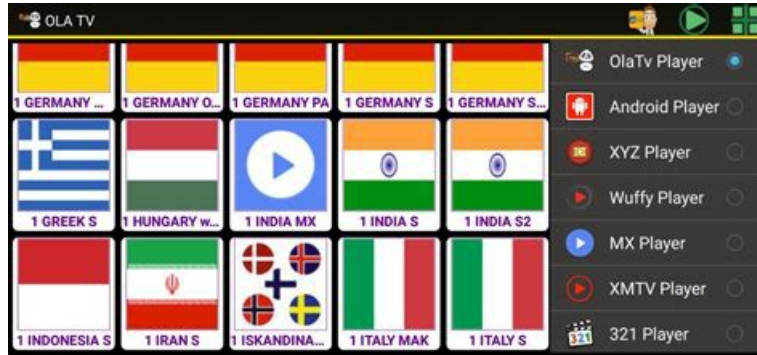 OLA TV
1 GERMANY ...
1 GERMANY O...
1 GERMANY PA
1 GERMANY S
1 GERMANY S...
1 GREEK S
1 HUNGARY w...
1 INDIA MX
1 INDIA S
1 INDIA S2
1 INDONESIA S
1 IRAN S
1 ISKANDINA...
1 ITALY MAK
1 ITALY S
OlaTv Player
Android Player
XYZ Player
Wuffy Player
MX Player
XMTV Player
321
321 Player